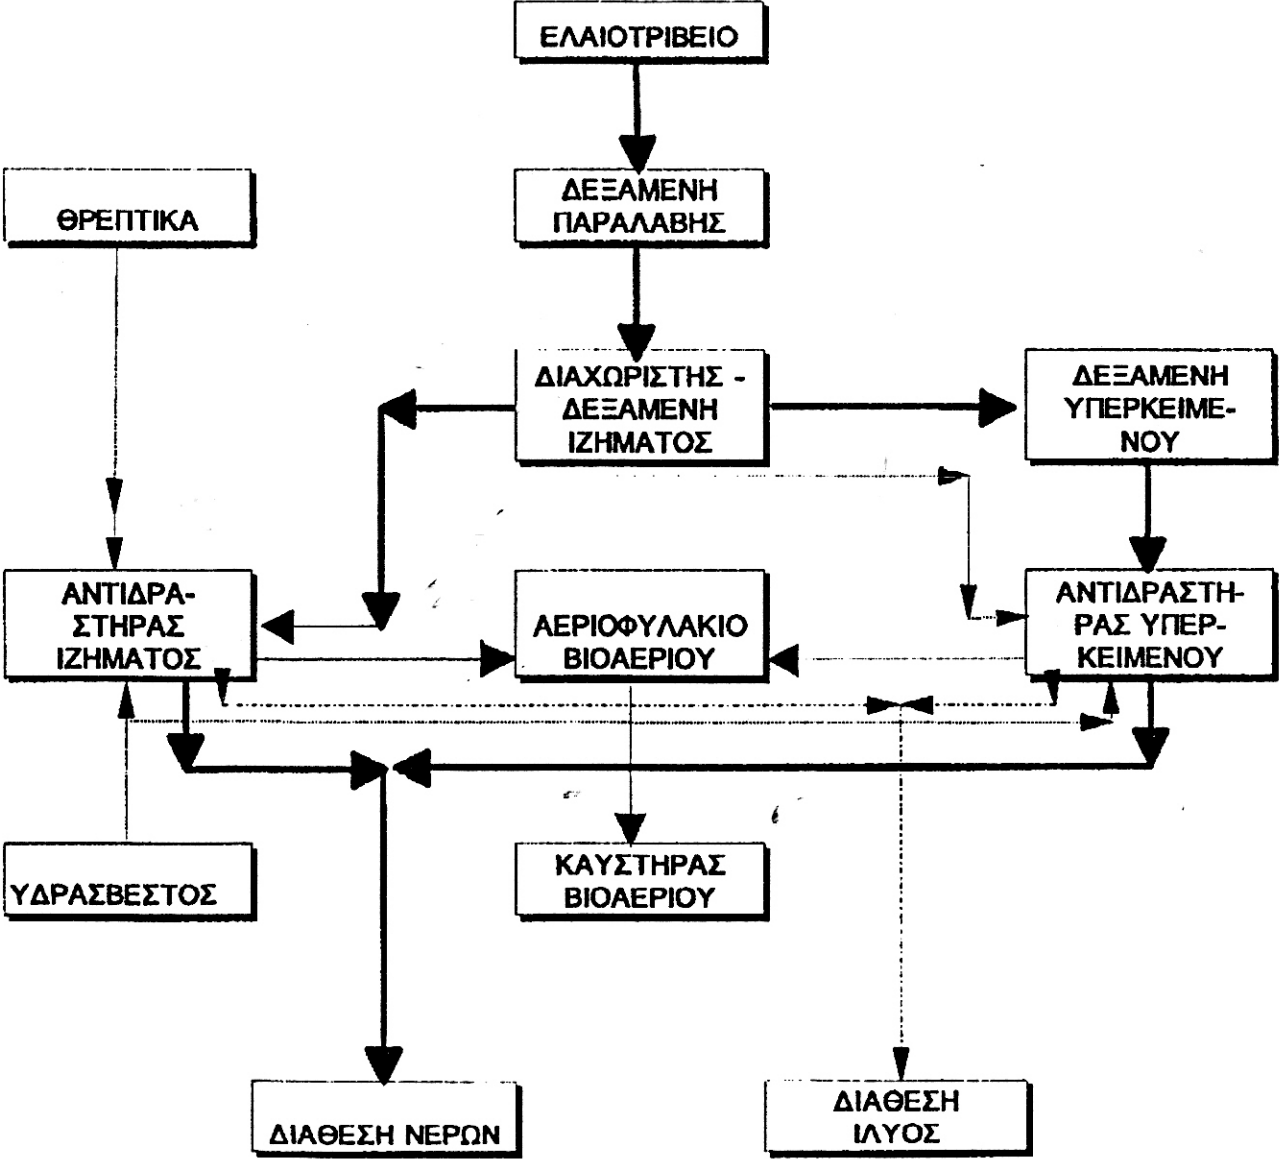 ΕΛΑΙΟΤΡΙΒΕΙΟ
ΔΕΞΑΜΕΝΗ
ΠΑΡΑΛΑΒΗΣ
ΘΡΕΠΤΙΚΑ
ΔΙΑΧΩΡΙΣΤΗΣ -
ΔΕΞΑΜΕΝΗ
ΙΖΗΜΑΤΟΣ
ΔΕΞΑΜΕΝΗ
ΥΠΕΡΚΕΙΜΕ-
ΝΟΥ
ΑΝΤΙΔΡΑ-
ΣΤΗΡΑΣ
ΙΖΗΜΑΤΟΣ
ΑΕΡΙΟΦΥΛΑΚΙΟ
ΒΙΟΑΕΡΙΟΥ
ΑΝΤΙΔΡΑΣΤΗ-
ΡΑΣ ΥΠΕΡ-
ΚΕΙΜΕΝΟΥ
ΥΔΡΑΣΒΕΣΤΟΣ
ΚΑΥΣΤΗΡΑΣ
ΒΙΟΑΕΡΙΟΥ
ΔΙΑΘΕΣΗ ΝΕΡΩΝ
ΔΙΑΘΕΣΗ
ΙΛΥΟΣ